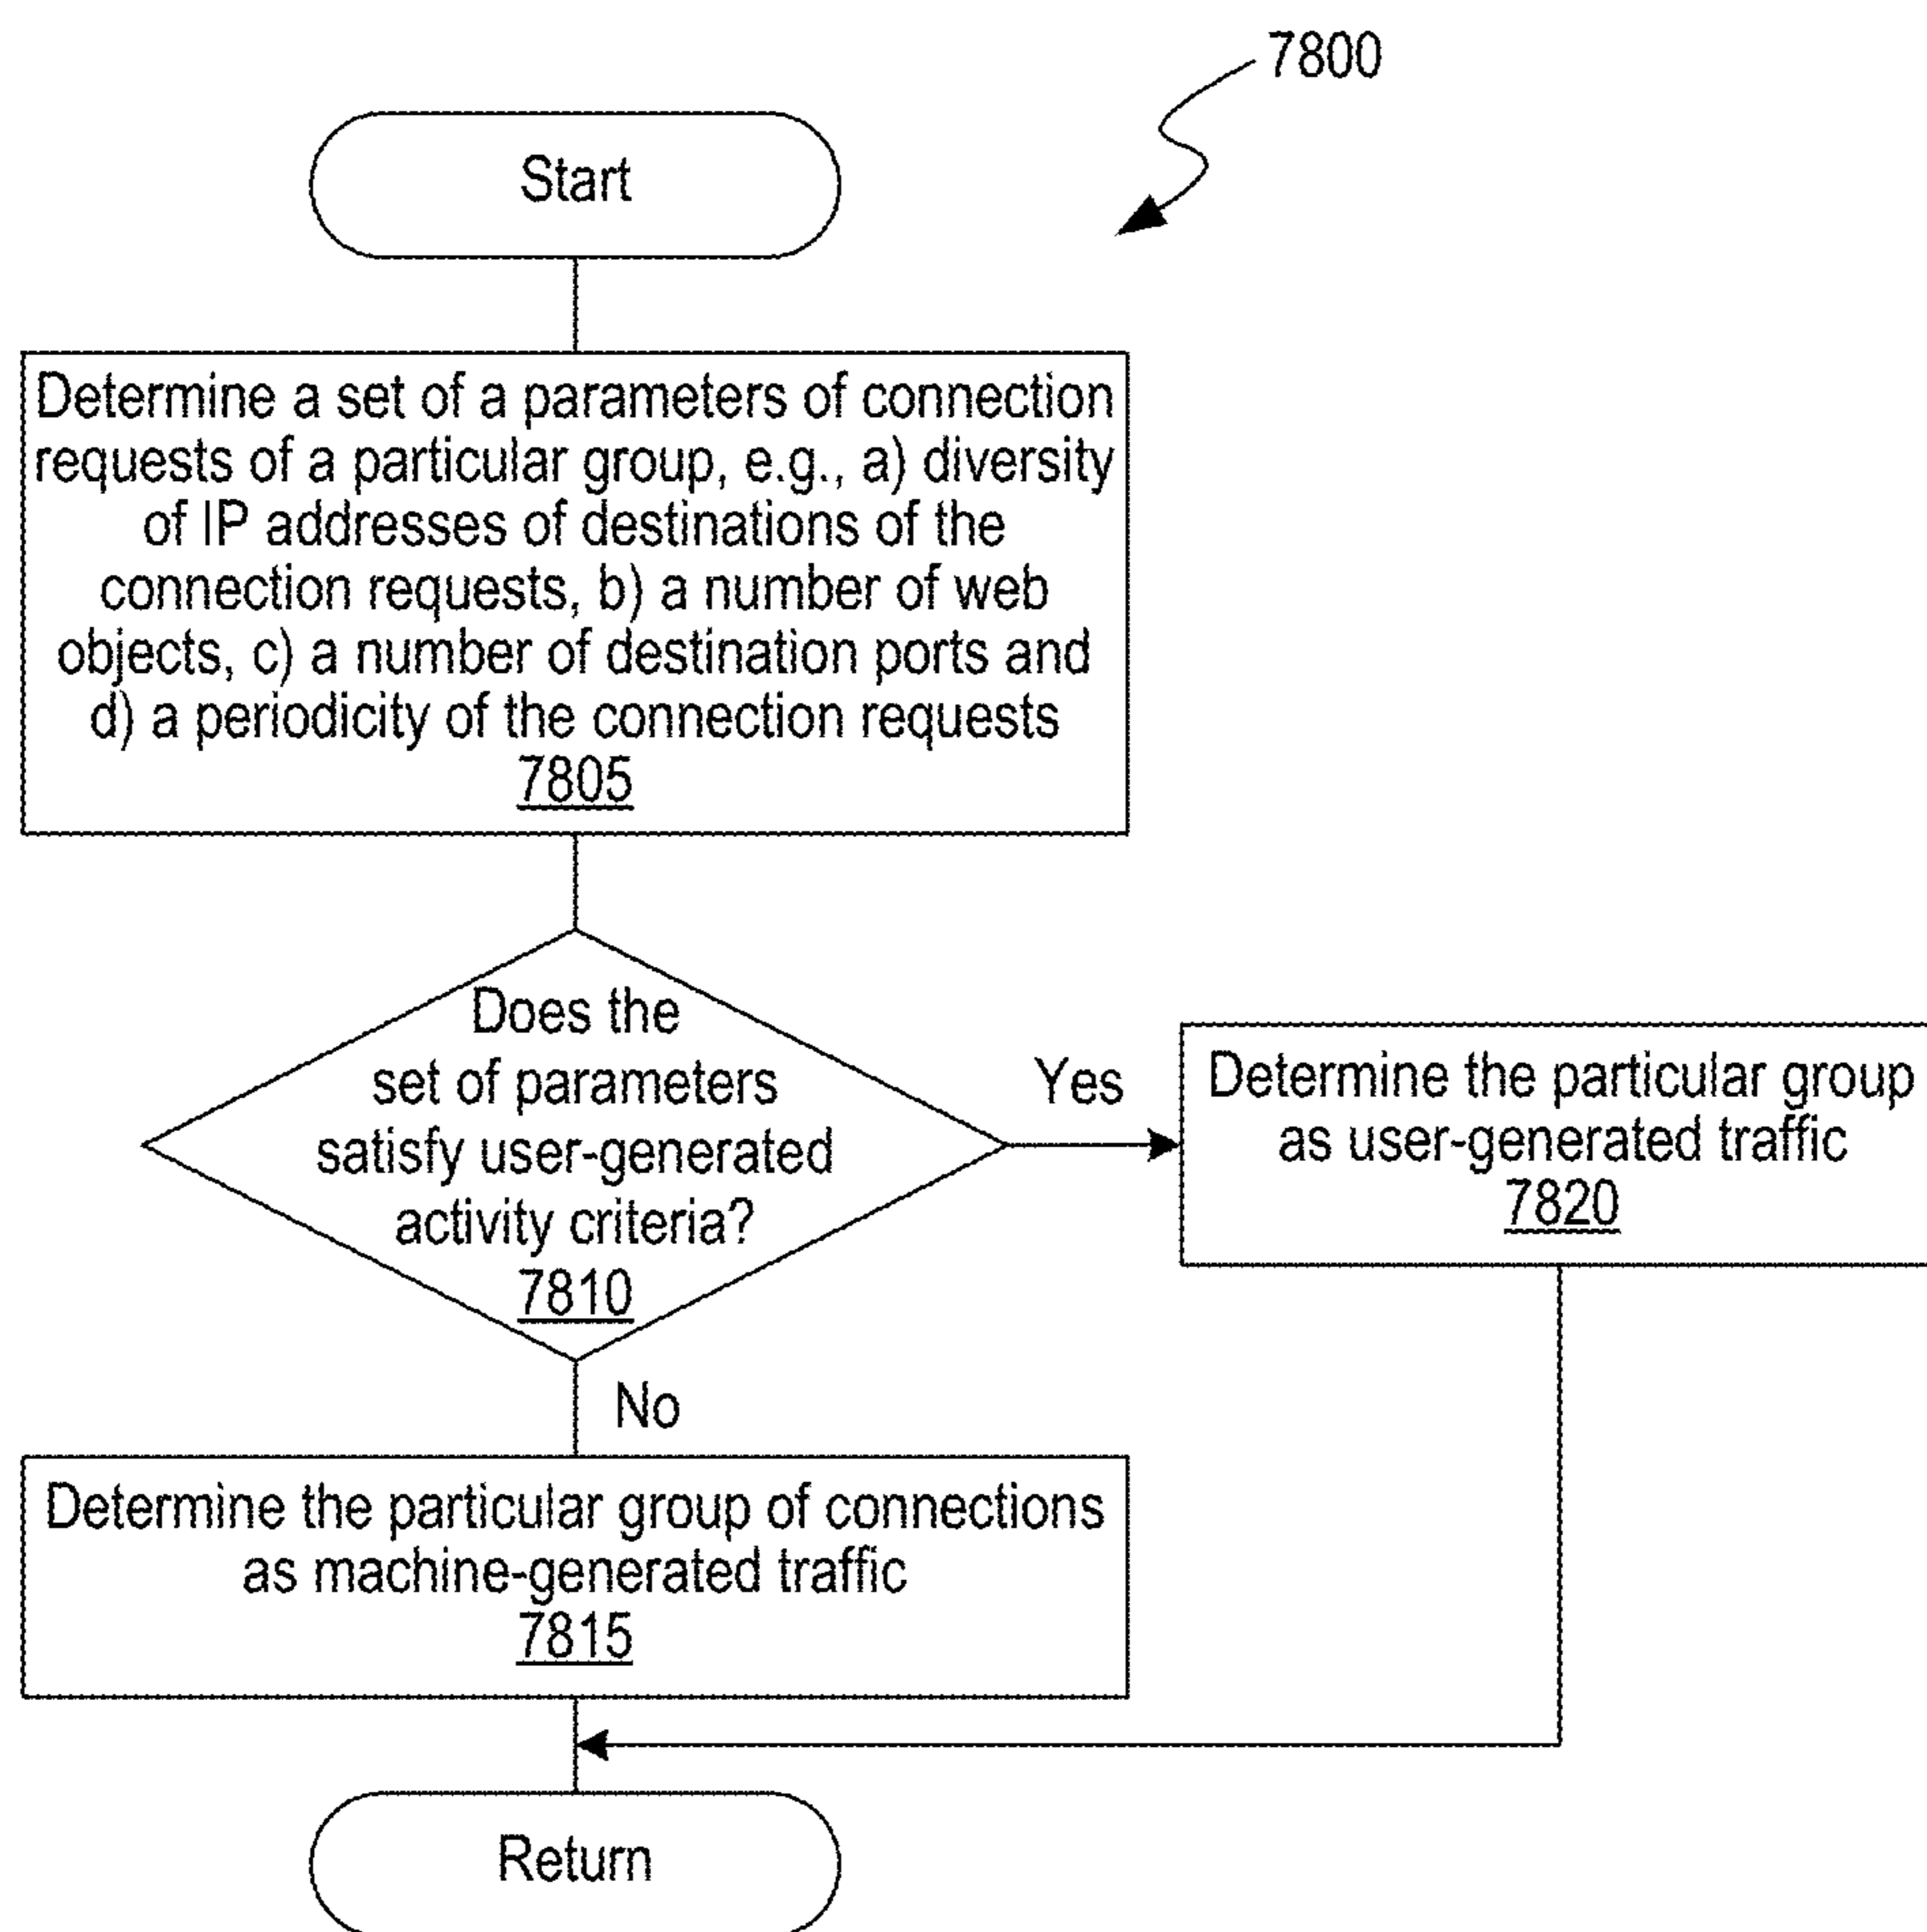 7800
Start
Determine a set of a parameters of connection
requests of a particular group, e.g., a) diversity
of IP addresses of destinations of the
connection requests, b) a number of web
objects, c) a number of destination ports and
d) a periodicity of the connection requests
7805
Does the
set of parameters
satisfy user-generated
activity criteria?
7810
Yes
Determine the particular group
as user-generated traffic
7820
No
Determine the particular group of connections
as machine-generated traffic
7815
Return